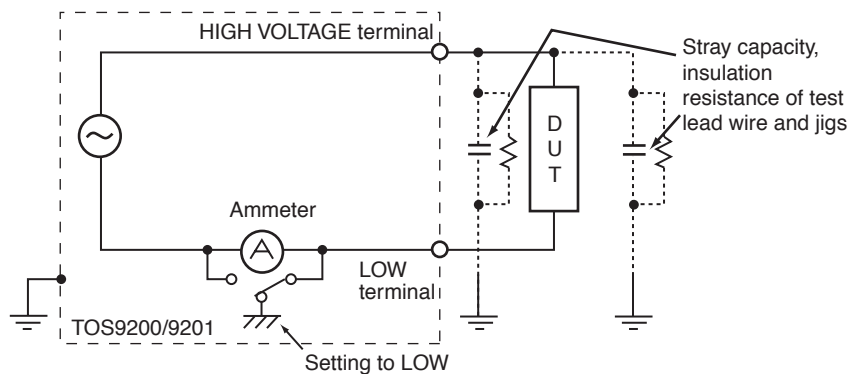 HIGH VOLTAGE terminal
Stray capacity,
insulation
resistance of test
lead wire and jigs
D
U
T
Ammeter
A
LOW
terminal
TOS9200/9201
Setting to LOW